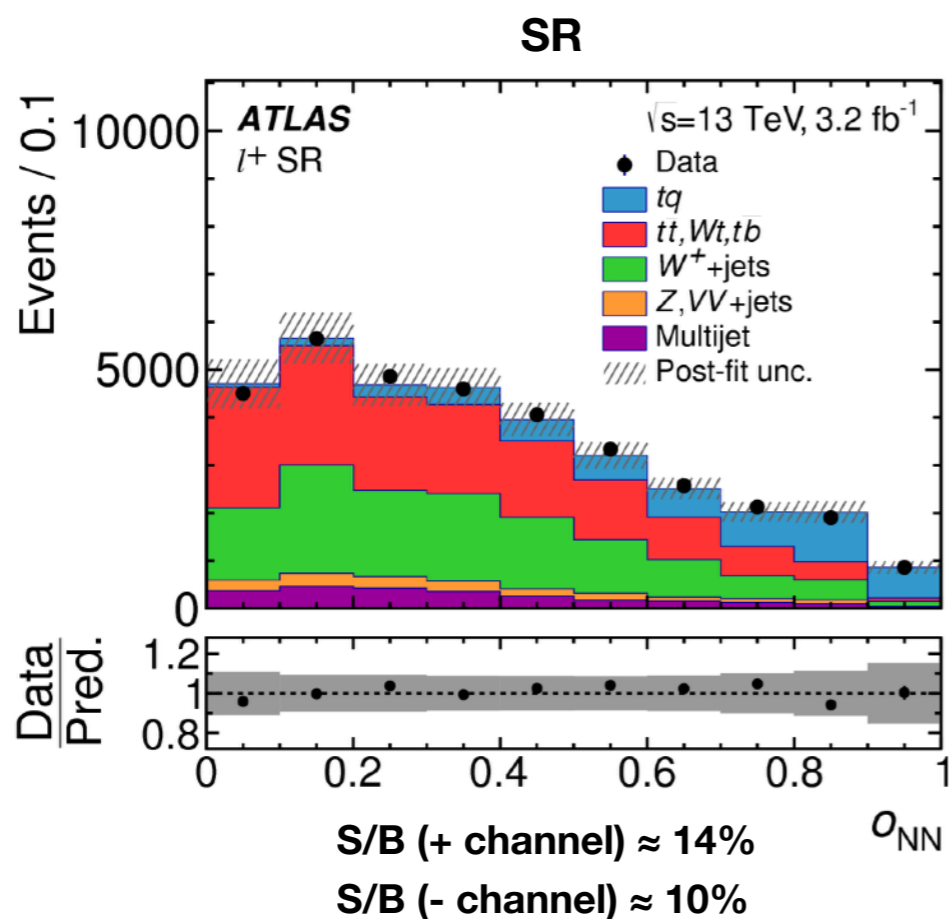 SR
Events / 0.1
10000
5000
0
ATLAS
l⁺ SR
√s=13 TeV, 3.2 fb⁻¹
Data
tq
tt̄,Wt,tb̄
W⁺+jets
Z,VV+jets
Multijet
Post-fit unc.
Data
Pred.
1.2
1
0.8
0 0.2 0.4 0.6 0.8 1
o_NN
S/B (+ channel) ≈ 14%
S/B (- channel) ≈ 10%